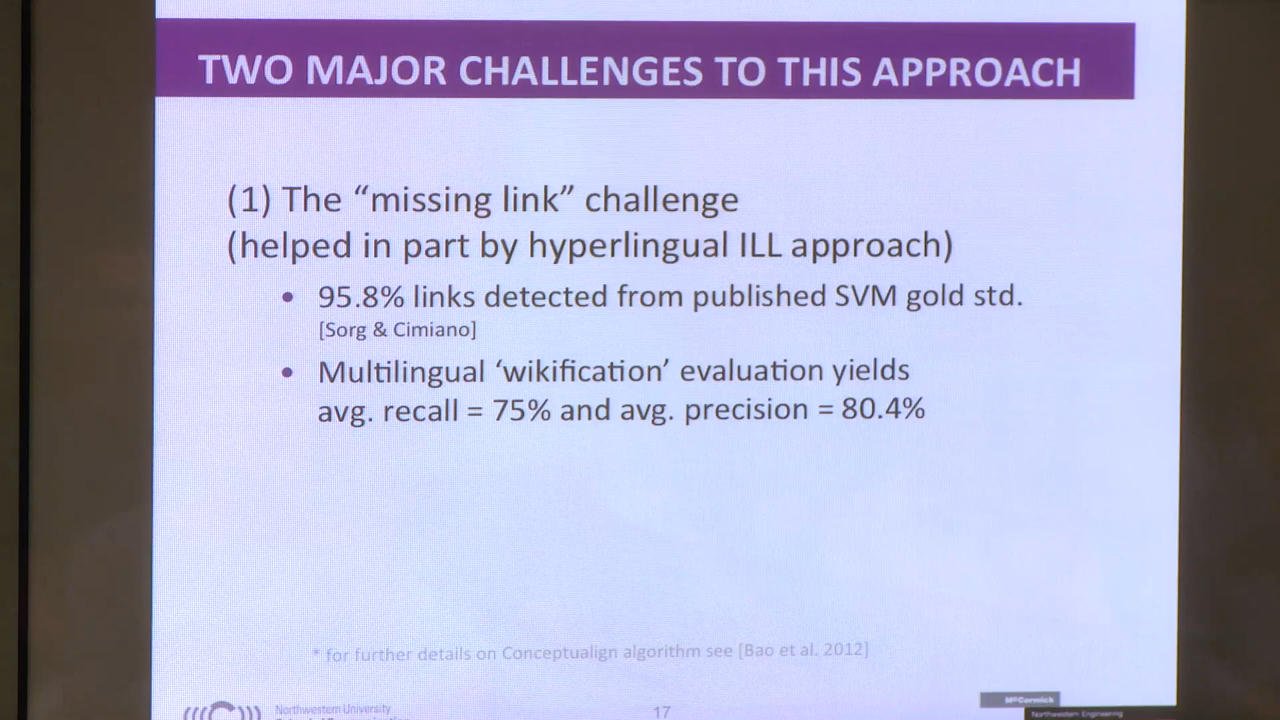 TWO MAJOR CHALLENGES TO THIS APPROACH
(1) The “missing link” challenge
(helped in part by hyperlingual ILL approach)
• 95.8% links detected from published SVM gold std.
[Sorg & Cimiano]
• Multilingual ‘wikification’ evaluation yields
avg. recall = 75% and avg. precision = 80.4%
* for further details on Conceptualign algorithm see [Bao et al. 2012]
Northwestern University
17
McCormick
Northwestern Engineering